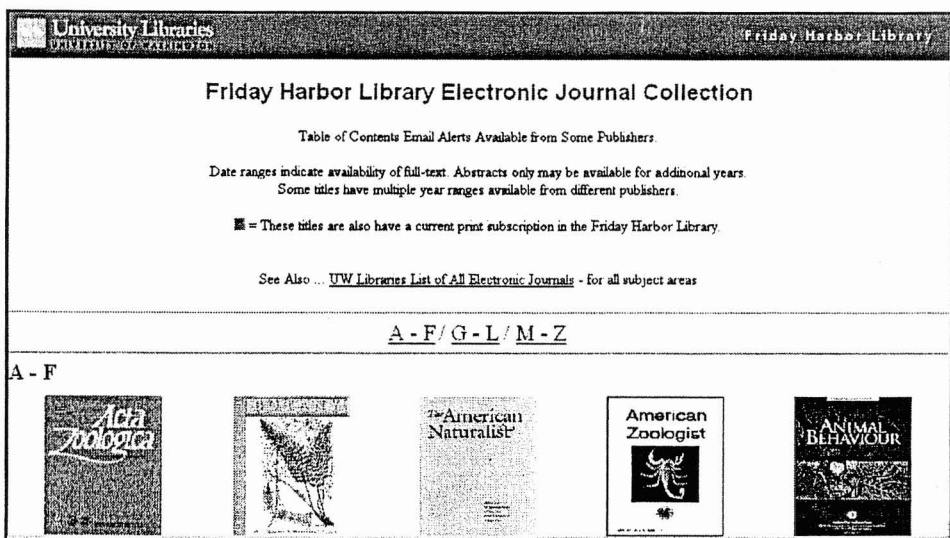 University Libraries
UNIVERSITY OF WASHINGTON
Friday Harbor Library
Friday Harbor Library Electronic Journal Collection
Table of Contents Email Alerts Available from Some Publishers.
Date ranges indicate availability of full-text. Abstracts only may be available for additional years.
Some titles have multiple year ranges available from different publishers.
= These titles are also have a current print subscription in the Friday Harbor Library.
See Also ... UW Libraries List of All Electronic Journals - for all subject areas
A - F / G - L / M - Z
A - F
Acta
Zoologica
The American
Naturalist
American
Zoologist
ANIMAL
BEHAVIOUR